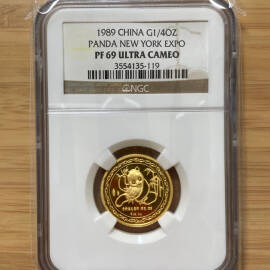 1989 CHINA G1/4OZ
PANDA NEW YORK EXPO
PF 69 ULTRA CAMEO
3554135-119
NGC